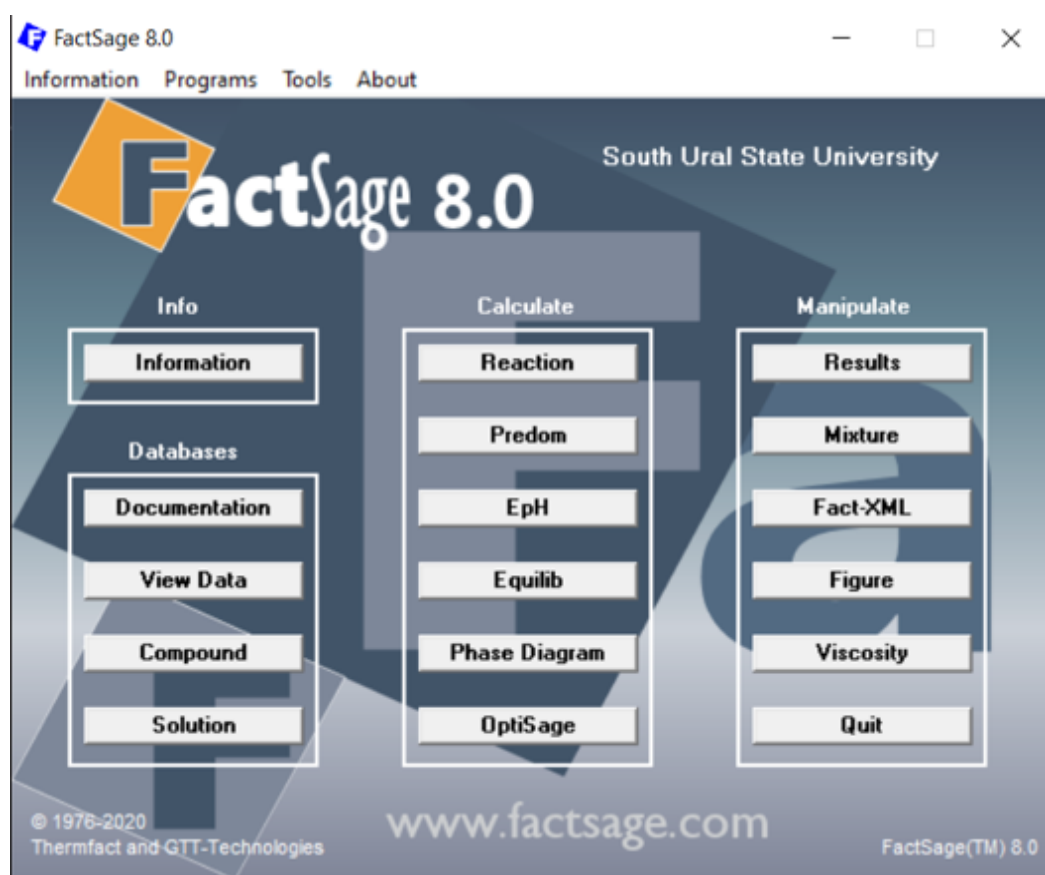 FactSage 8.0
Information Programs Tools About
South Ural State University
FactSage 8.0
Info
Information
Databases
Documentation
View Data
Compound
Solution
Calculate
Reaction
Predom
EpH
Equilib
Phase Diagram
OptiSage
Manipulate
Results
Mixture
Fact-XML
Figure
Viscosity
Quit
© 1976-2020
Thermfact and GTT-Technologies
www.factsage.com
FactSage(TM) 8.0